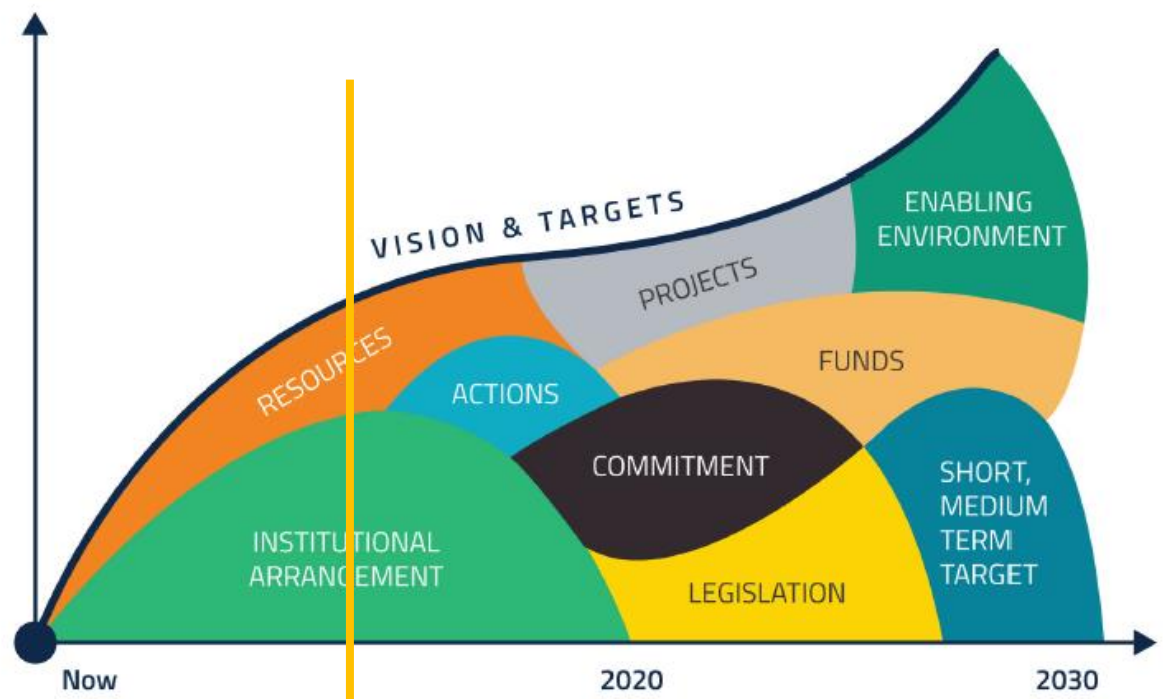 VISION & TARGETS
ENABLING
ENVIRONMENT
PROJECTS
RESOURCES
FUNDS
ACTIONS
COMMITMENT
SHORT,
MEDIUM
TERM
TARGET
INSTITUTIONAL
ARRANGEMENT
LEGISLATION
Now
2020
2030